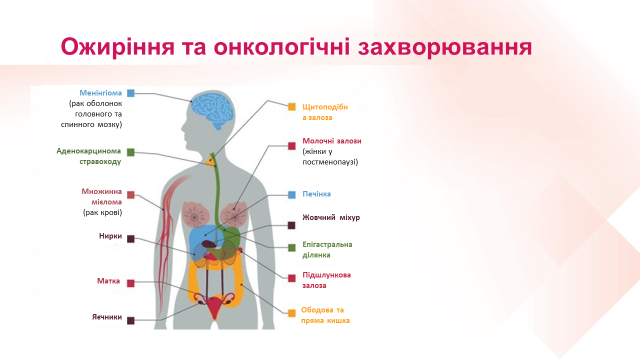 Ожиріння та онкологічні захворювання
Менінгіома
(рак оболонок
головного та
спинного мозку)
Аденокарцинома
стравоходу
Множинна
мієлома
(рак крові)
Нирки
Матка
Яєчники
Щитоподібн
а залоза
Молочні залози
(жінки у
постменопаузі)
Печінка
Жовчний міхур
Епігастральна
ділянка
Підшлункова
залоза
Ободова та
пряма кишка